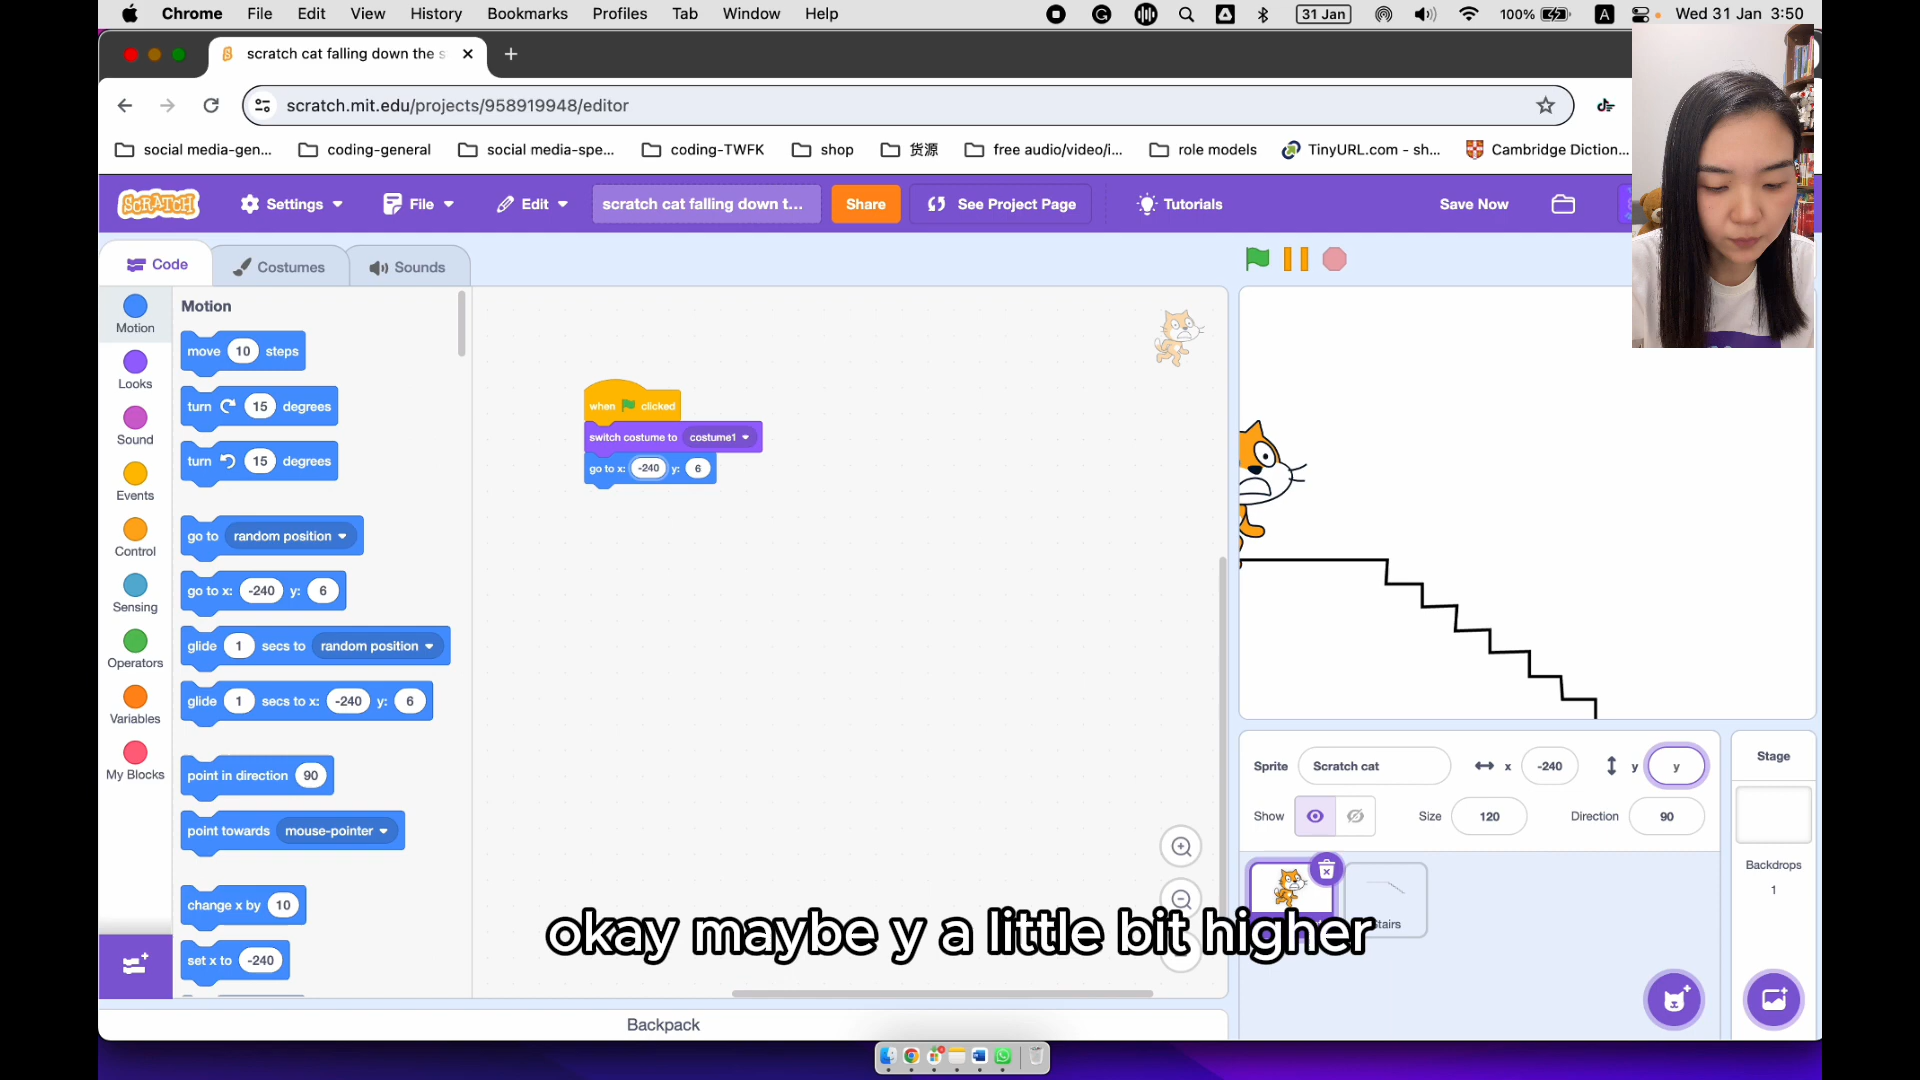 Chrome File Edit View History Bookmarks Profiles Tab Window Help 31 Jan 100% A Wed 31 Jan 3:50
scratch cat falling down the s
scratch.mit.edu/projects/958919948/editor
social media-gen... coding-general social media-spe... coding-TWFK shop 货源 free audio/video/i... role models TinyURL.com - sh... Cambridge Diction...
SCRATCH Settings File Edit scratch cat falling down t... Share See Project Page Tutorials Save Now
Code Costumes Sounds
Motion
Looks
Sound
Events
Control
Sensing
Operators
Variables
My Blocks
Motion
move 10 steps
turn 15 degrees
turn 15 degrees
go to random position
go to x: -240 y: 6
glide 1 secs to random position
glide 1 secs to x: -240 y: 6
point in direction 90
point towards mouse-pointer
change x by 10
set x to -240
when clicked
switch costume to costume1
go to x: -240 y: 6
Sprite Scratch cat x -240 y y
Show Size 120 Direction 90
Stage
Backdrops
1
okay maybe y a little bit higher
Backpack